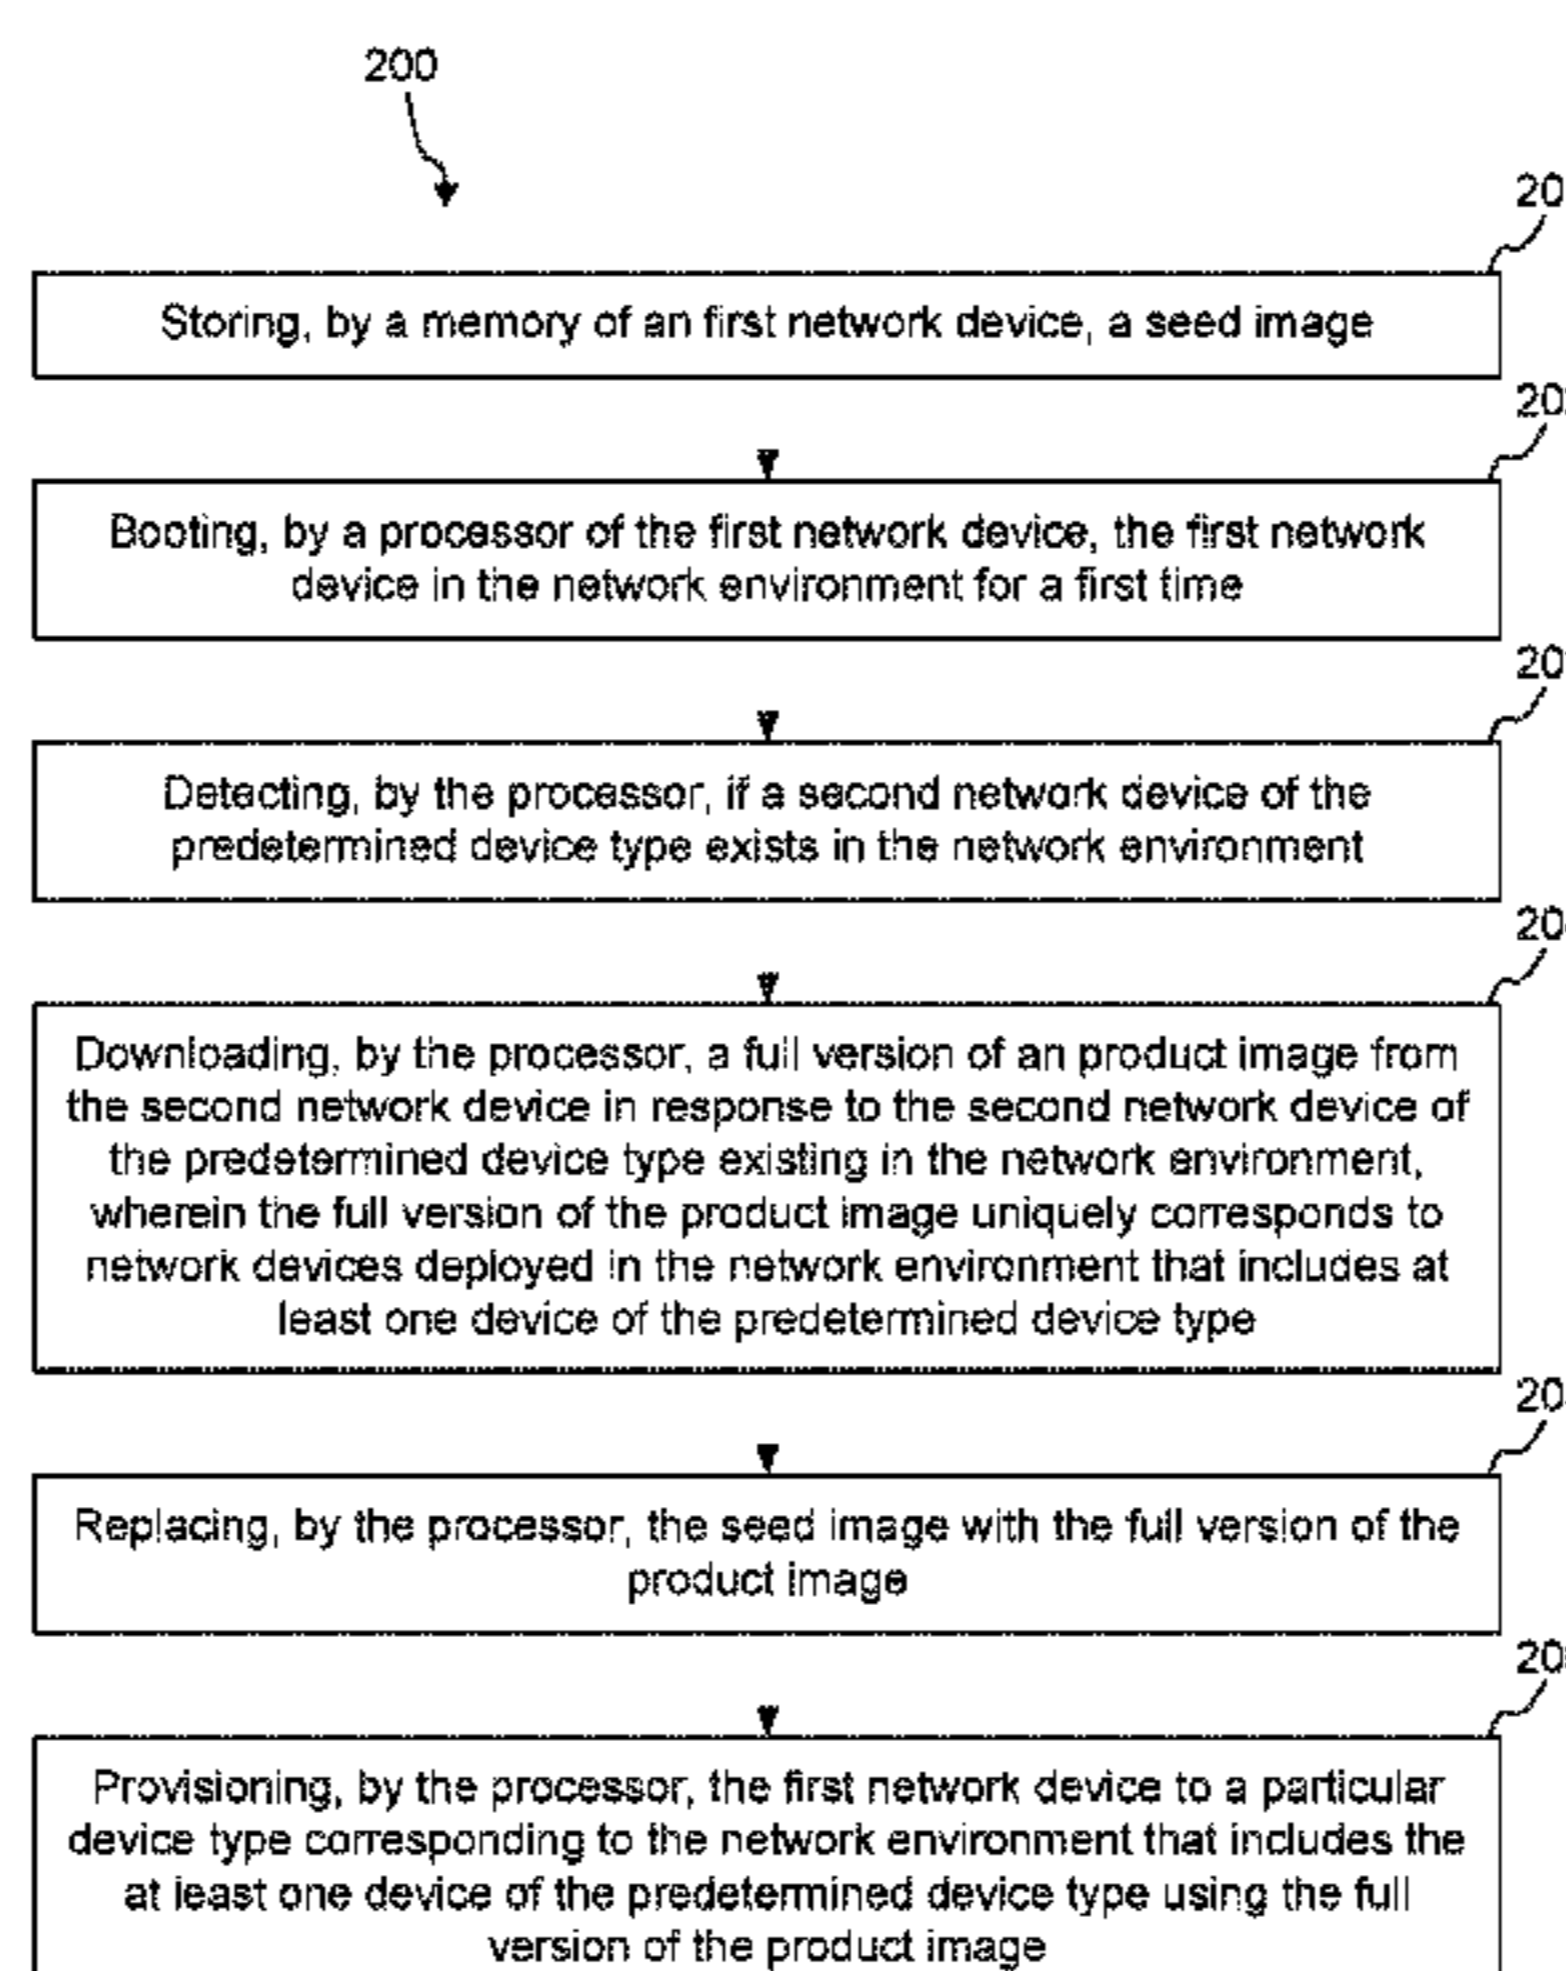 200
20
Storing, by a memory of an first network device, a seed image
20
Booting, by a processor of the first network
device, the first network
device in the network environment for a first time
20
Detecting, by the processor, if a second network device of the
predetermined device type exists in the network environment
20
Downloading, by the processor, a full version of an product image from
the second network device in response to the second network device of
the predetermined device type existing in the network environment,
wherein the full version of the product image uniquely corresponds to
network devices deployed in the network environment that includes at
least one device of the predetermined device type
20
Replacing, by the processor, the seed image with the full version of the
product image
20
Provisioning, by the processor, the first network device to a particular
device type corresponding to the network environment that includes the
at least one device of the predetermined device type using the full
version of the product image